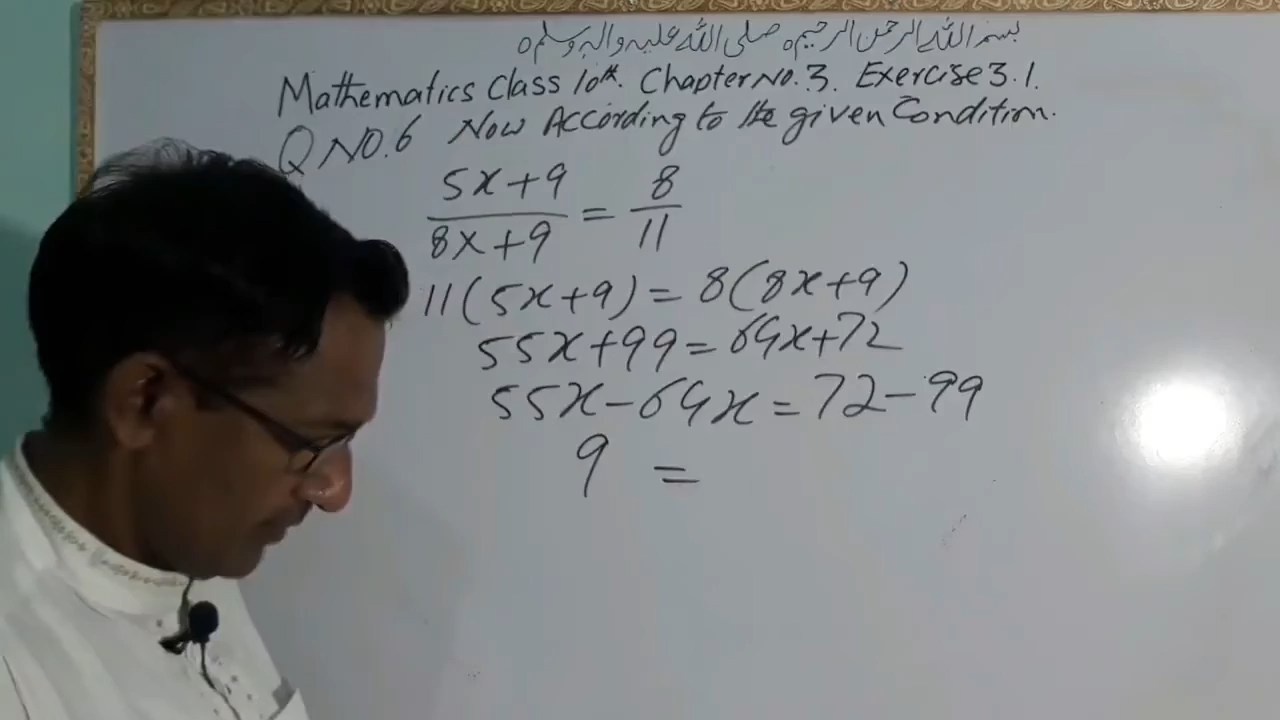 بسم اللہ الرحمن الرحیم صلی اللہ علیہ والہ وسلم
Mathematics Class 10th. Chapter No. 3. Exercise 3.1.
Q NO.6 Now According to the given Condition.
5x+9 / 8x+9 = 8 / 11
11(5x+9) = 8(8x+9)
55x+99 = 64x+72
55x-64x = 72-99
9 =